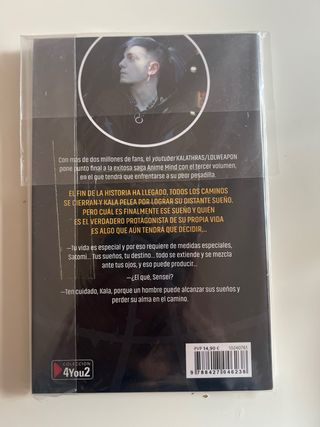 Con más de dos millones de fans, el youtuber KALATHRAS/LOLWEAPON
pone punto final a la exitosa saga Anime Mind con el tercer volumen,
en el que tendrá que enfrentarse a su peor pesadilla.
EL FIN DE LA HISTORIA HA LLEGADO, TODOS LOS CAMINOS
SE CIERRAN Y KALA PELEA POR LOGRAR SU DISTANTE SUEÑO.
PERO CUÁL ES FINALMENTE ESE SUEÑO Y QUIÉN
ES EL VERDADERO PROTAGONISTA DE SU PROPIA VIDA
ES ALGO QUE AÚN TENDRÁ QUE DECIDIR...
—Tu vida es especial y por eso requiere de medidas especiales,
Satomi... Tus sueños, tu destino... todo se extiende y se mezcla
ante tus ojos, y eso puede producir...
—¿El qué, Sensei?
—Ten cuidado, Kala, porque un hombre puede alcanzar sus sueños y
perder su alma en el camino.
PVP 14,90 € 10240761
9 788427 046238
COLECCIÓN
4You2